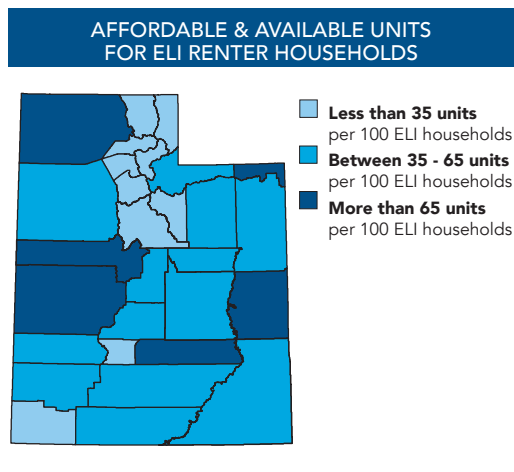 AFFORDABLE & AVAILABLE UNITS
FOR ELI RENTER HOUSEHOLDS
Less than 35 units
per 100 ELI households
Between 35 - 65 units
per 100 ELI households
More than 65 units
per 100 ELI households